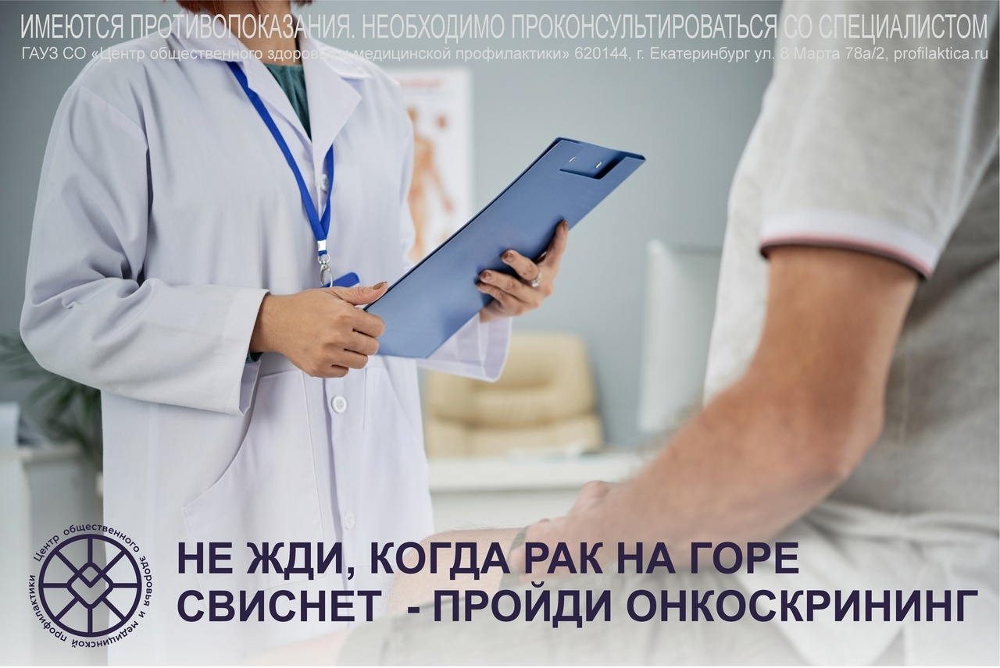 ИМЕЮТСЯ ПРОТИВОПОКАЗАНИЯ. НЕОБХОДИМО ПРОКОНСУЛЬТИРОВАТЬСЯ СО СПЕЦИАЛИСТОМ
ГАУЗ СО «Центр общественного здоровья и медицинской профилактики» 620144, г. Екатеринбург ул. 8 Марта 78а/2, profilaktica.ru
Центр общественного здоровья и медицинской профилактики
НЕ ЖДИ, КОГДА РАК НА ГОРЕ
СВИСНЕТ - ПРОЙДИ ОНКОСКРИНИНГ